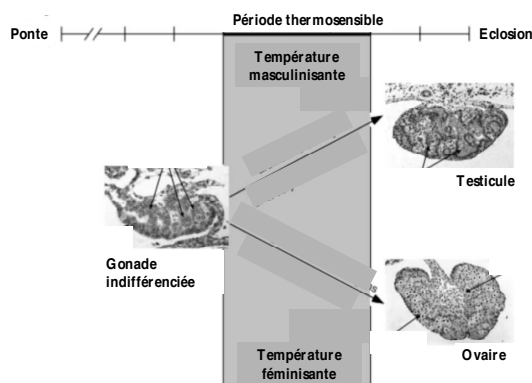 Période thermosensible
Ponte
Eclosion
Température
masculinisante
Testicule
Gonade
indifférenciée
Température
féminisante
Ovaire